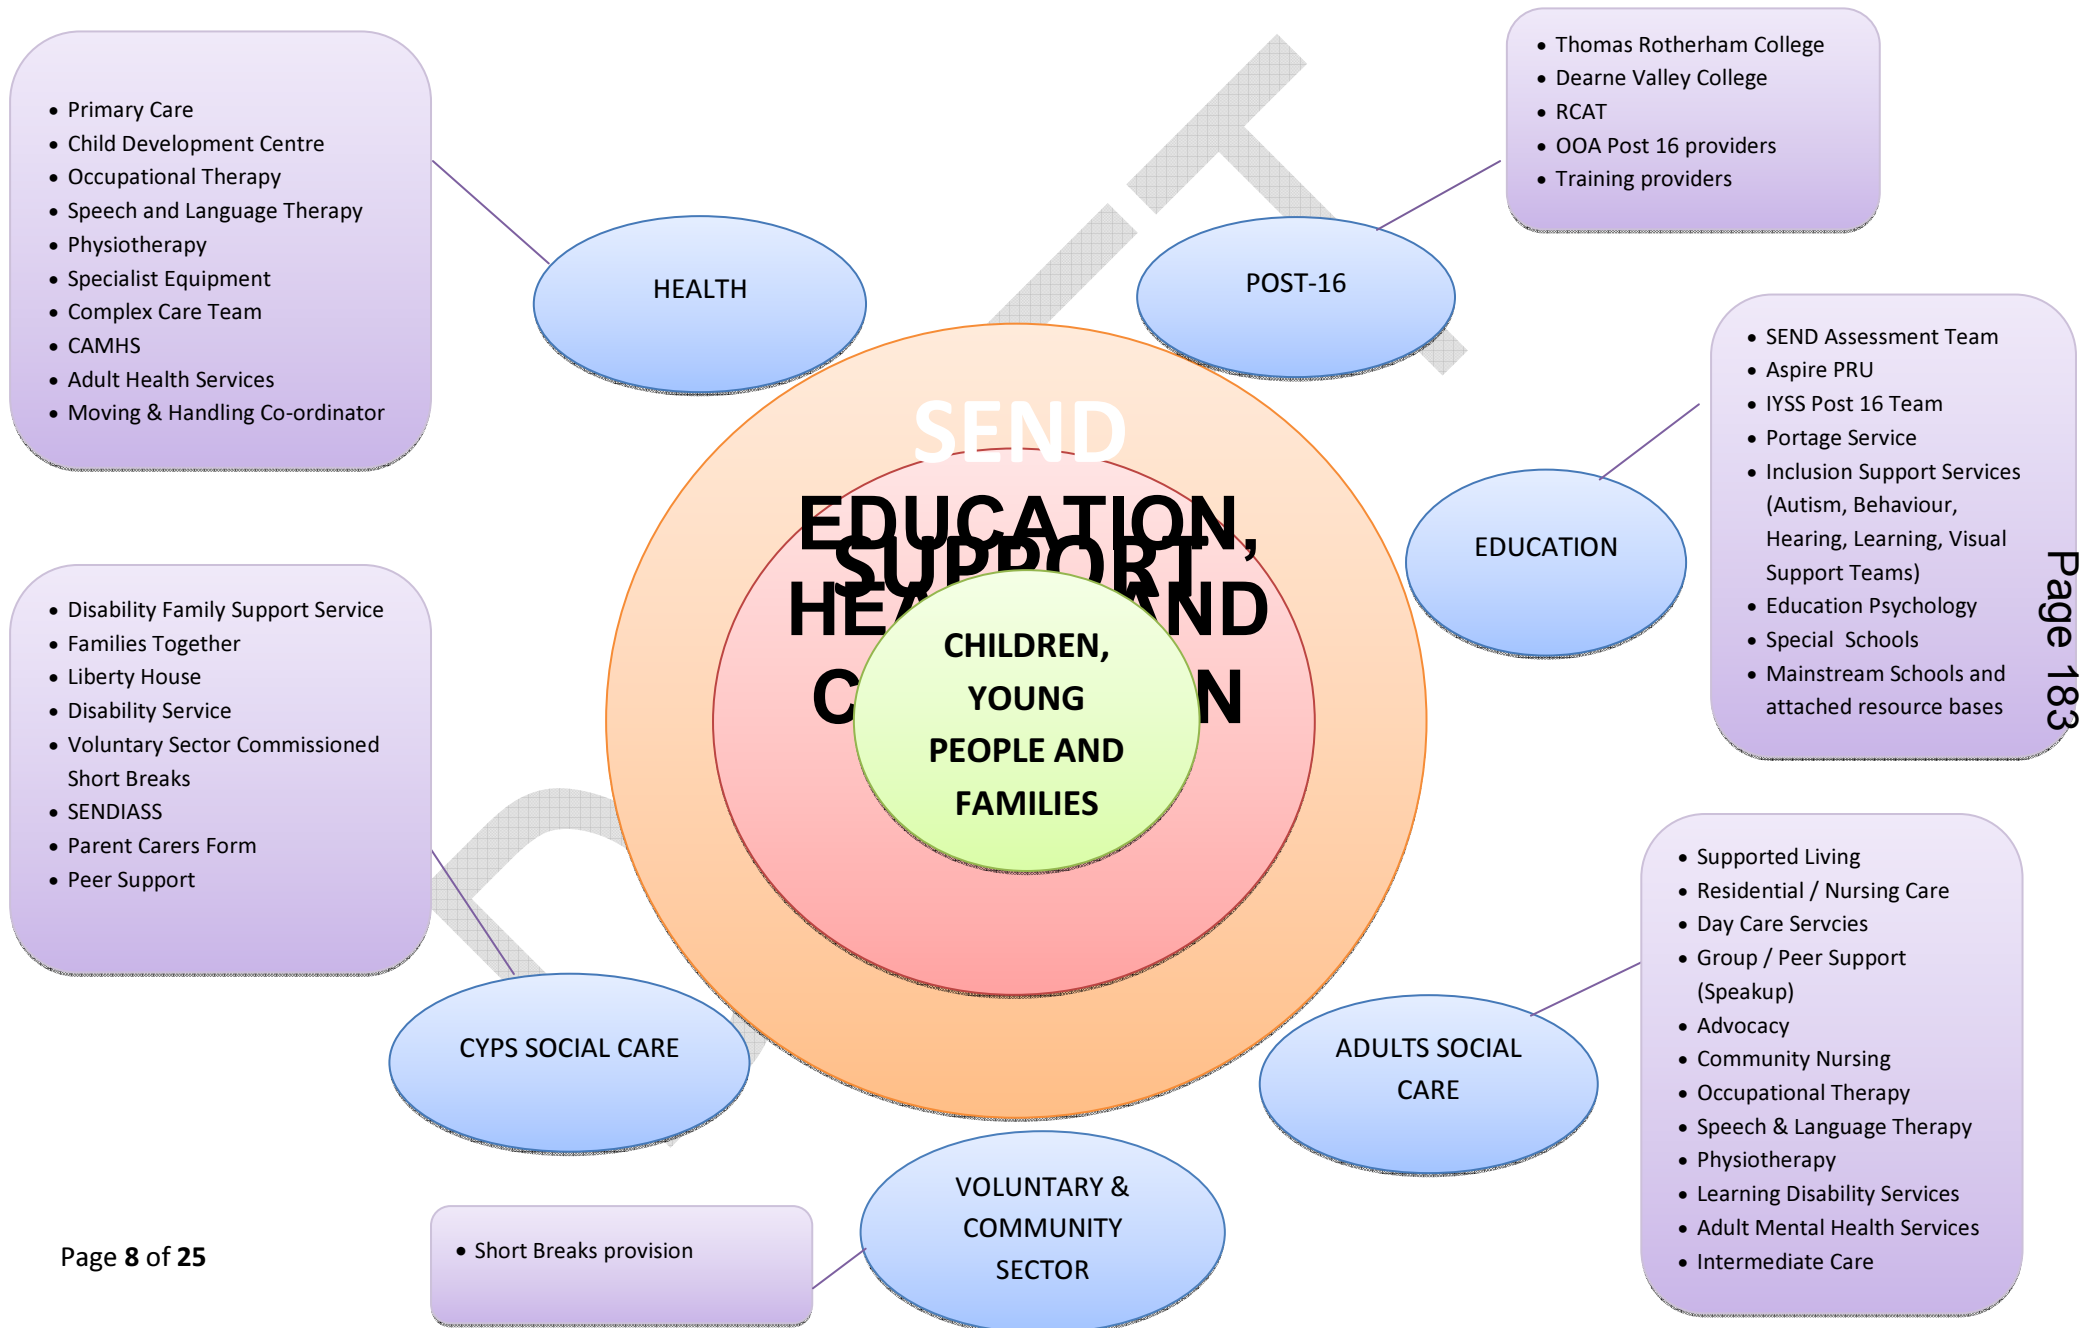 • Primary Care
• Child Development Centre
• Occupational Therapy
• Speech and Language Therapy
• Physiotherapy
• Specialist Equipment
• Complex Care Team
• CAMHS
• Adult Health Services
• Moving & Handling Co-ordinator
HEALTH
• Thomas Rotherham College
• Dearne Valley College
• RCAT
• OOA Post 16 providers
• Training providers
POST-16
• SEND Assessment Team
• Aspire PRU
• IYSS Post 16 Team
• Portage Service
• Inclusion Support Services
(Autism, Behaviour,
Hearing, Learning, Visual
Support Teams)
• Education Psychology
• Special Schools
• Mainstream Schools and
attached resource bases
EDUCATION
Page 183
SEND
SUPPORT
EDUCATION,
AND
CHILDREN,
YOUNG
PEOPLE AND
FAMILIES
• Disability Family Support Service
• Families Together
• Liberty House
• Disability Service
• Voluntary Sector Commissioned
Short Breaks
• SENDIASS
• Parent Carers Form
• Peer Support
CYPS SOCIAL CARE
• Supported Living
• Residential / Nursing Care
• Day Care Servcies
• Group / Peer Support
(Speakup)
• Advocacy
• Community Nursing
• Occupational Therapy
• Speech & Language Therapy
• Physiotherapy
• Learning Disability Services
• Adult Mental Health Services
• Intermediate Care
ADULTS SOCIAL
CARE
VOLUNTARY &
COMMUNITY
SECTOR
• Short Breaks provision
Page 8 of 25